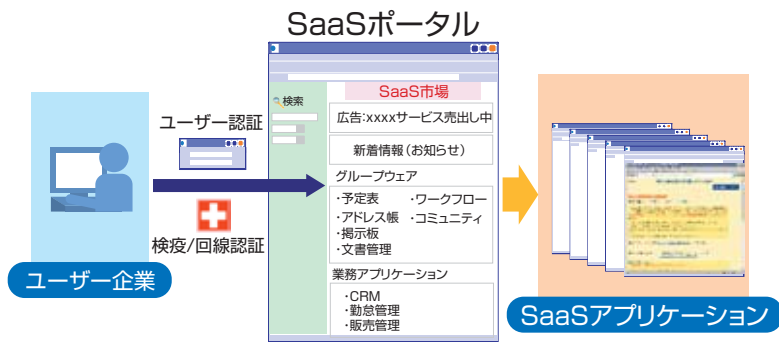 SaaSポータル
SaaS市場
検索
広告:xxxxサービス売出し中
ユーザー認証
新着情報(お知らせ)
グループウェア
・予定表 ・ワークフロー
・アドレス帳 ・コミュニティ
・掲示板
・文書管理
検疫/回線認証
業務アプリケーション
・CRM
・勤怠管理
・販売管理
ユーザー企業
SaaSアプリケーション